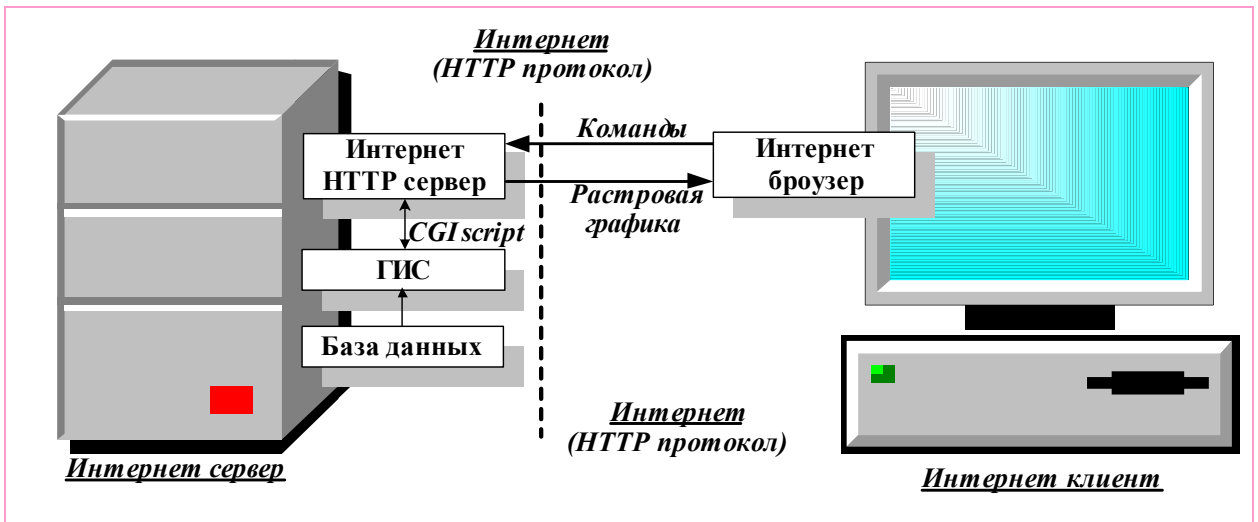 Интернет
(HTTP протокол)
Команды
Интернет
HTTP сервер
Интернет
броузер
Растровая
графика
CGI script
ГИС
База данных
Интернет
(HTTP протокол)
Интернет сервер
Интернет клиент